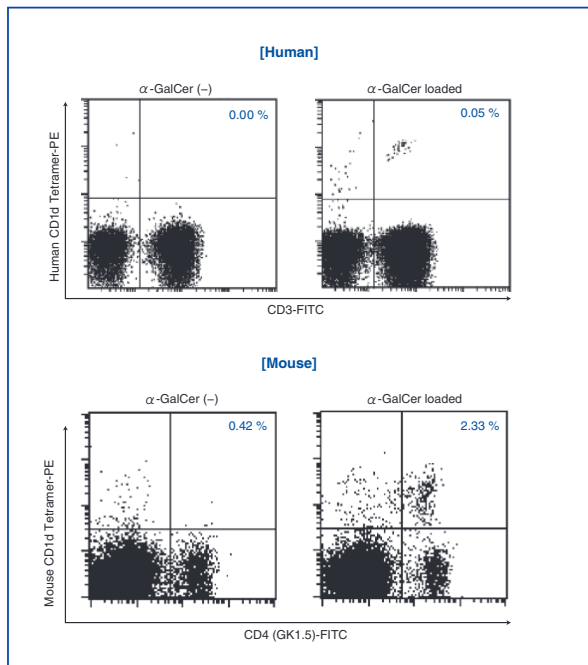 [Human]
α-GalCer (−)
α-GalCer loaded
0.00 %
0.05 %
Human CD1d Tetramer-PE
CD3-FITC
[Mouse]
α-GalCer (−)
α-GalCer loaded
0.42 %
2.33 %
Mouse CD1d Tetramer-PE
CD4 (GK1.5)-FITC